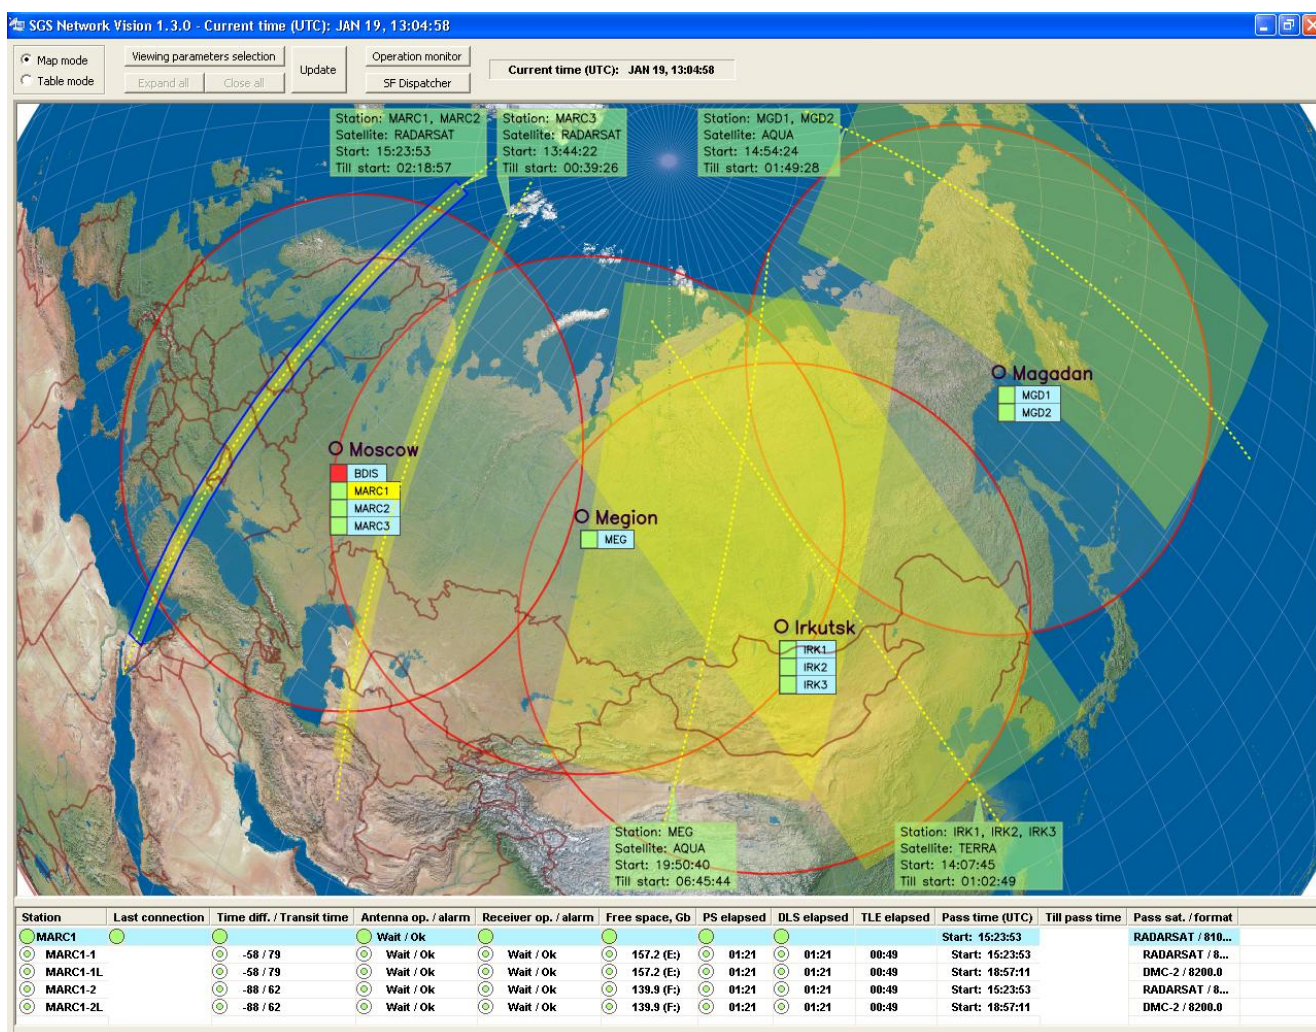 SGS Network Vision 1.3.0 - Current time (UTC): JAN 19, 13:04:58
Map mode
Table mode
Viewing parameters selection
Expand all
Close all
Update
Operation monitor
SF Dispatcher
Current time (UTC): JAN 19, 13:04:58
Station: MARC1, MARC2
Satellite: RADARSAT
Start: 15:23:53
Till start: 02:18:57
Station: MARC3
Satellite: RADARSAT
Start: 13:44:22
Till start: 00:39:26
Station: MGD1, MGD2
Satellite: AQUA
Start: 14:54:24
Till start: 01:49:28
Magadan
MGD1
MGD2
Moscow
BDIS
MARC1
MARC2
MARC3
Megion
MEG
Irkutsk
IRK1
IRK2
IRK3
Station: MEG
Satellite: AQUA
Start: 19:50:40
Till start: 06:45:44
Station: IRK1, IRK2, IRK3
Satellite: TERRA
Start: 14:07:45
Till start: 01:02:49
Station Last connection Time diff. / Transit time Antenna op. / alarm Receiver op. / alarm Free space, Gb PS elapsed DLS elapsed TLE elapsed Pass time (UTC) Till pass time Pass sat. / format
MARC1 Wait / Ok Start: 15:23:53 RADARSAT / 810...
MARC1-1 -58 / 79 Wait / Ok Wait / Ok 157.2 (E:) 01:21 01:21 00:49 Start: 15:23:53 RADARSAT / 8...
MARC1-1L -58 / 79 Wait / Ok Wait / Ok 157.2 (E:) 01:21 01:21 00:49 Start: 18:57:11 DMC-2 / 8200.0
MARC1-2 -88 / 62 Wait / Ok Wait / Ok 139.9 (F:) 01:21 01:21 00:49 Start: 15:23:53 RADARSAT / 8...
MARC1-2L -88 / 62 Wait / Ok Wait / Ok 139.9 (F:) 01:21 01:21 00:49 Start: 18:57:11 DMC-2 / 8200.0